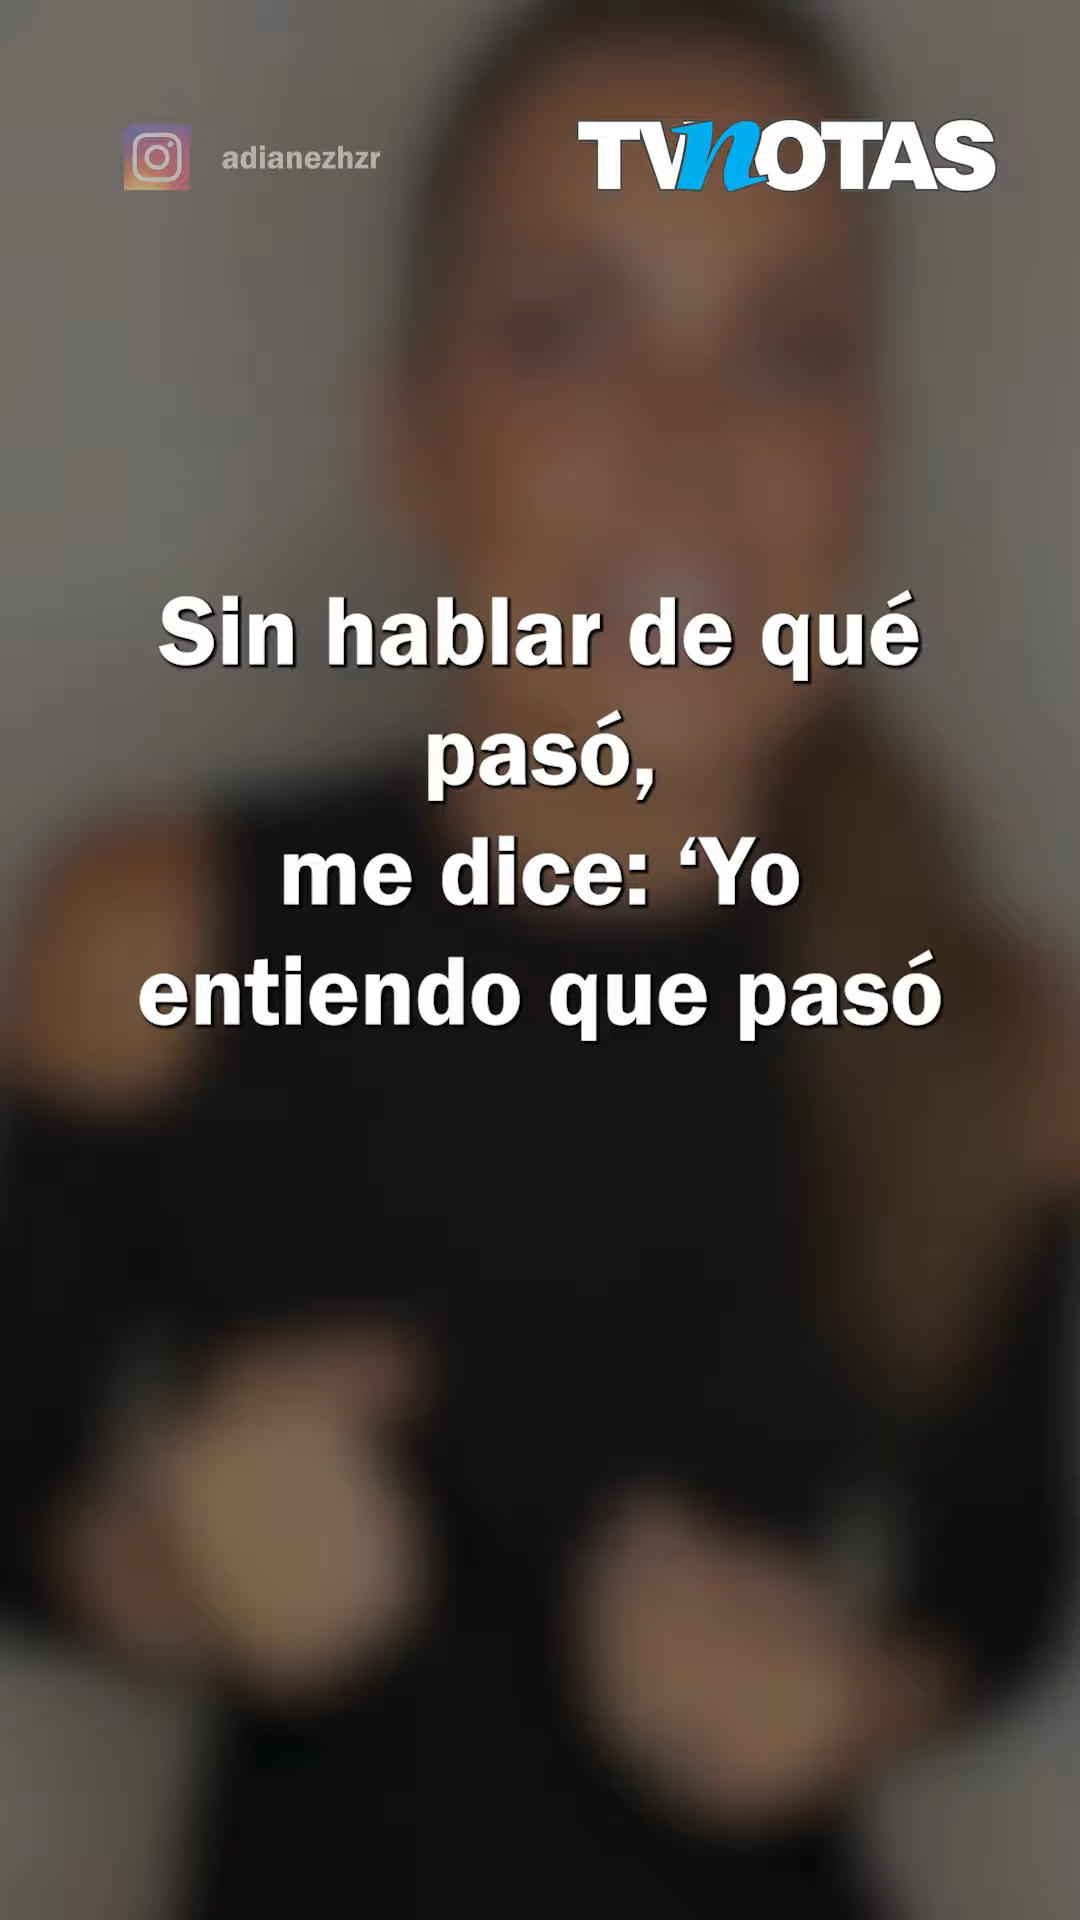 adianezhzr
TVnOTAS
Sin hablar de qué
pasó,
me dice: ‘Yo
entiendo que pasó